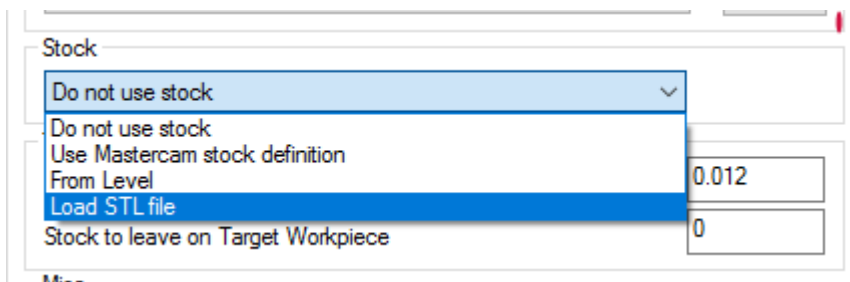 Stock
Do not use stock
Do not use stock
Use Mastercam stock definition
From Level
0.012
Load STL file
Stock to leave on Target Workpiece
0